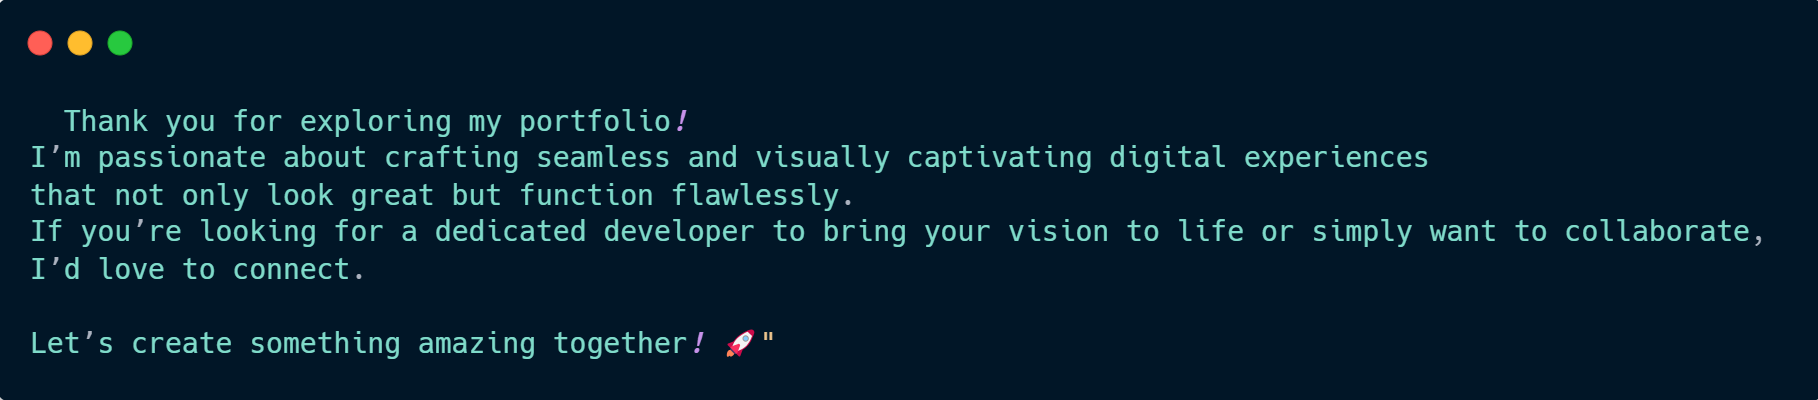 Thank you for exploring my portfolio!
I’m passionate about crafting seamless and visually captivating digital experiences
that not only look great but function flawlessly.
If you’re looking for a dedicated developer to bring your vision to life or simply want to collaborate,
I’d love to connect.
Let’s create something amazing together! 🚀"